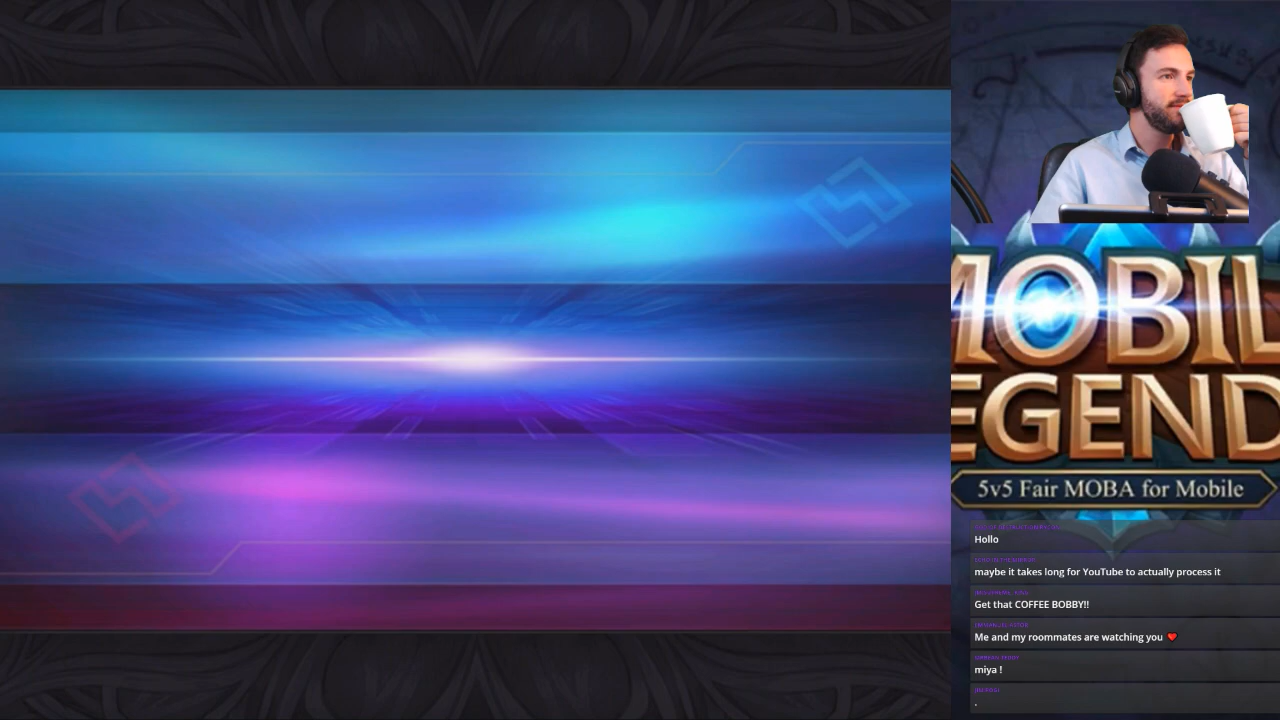 MOBIL
EGEND
5v5 Fair MOBA for Mobile
Hollo
maybe it takes long for YouTube to actually process it
Get that COFFEE BOBBY!!
Me and my roommates are watching you ❤️
miya !
.